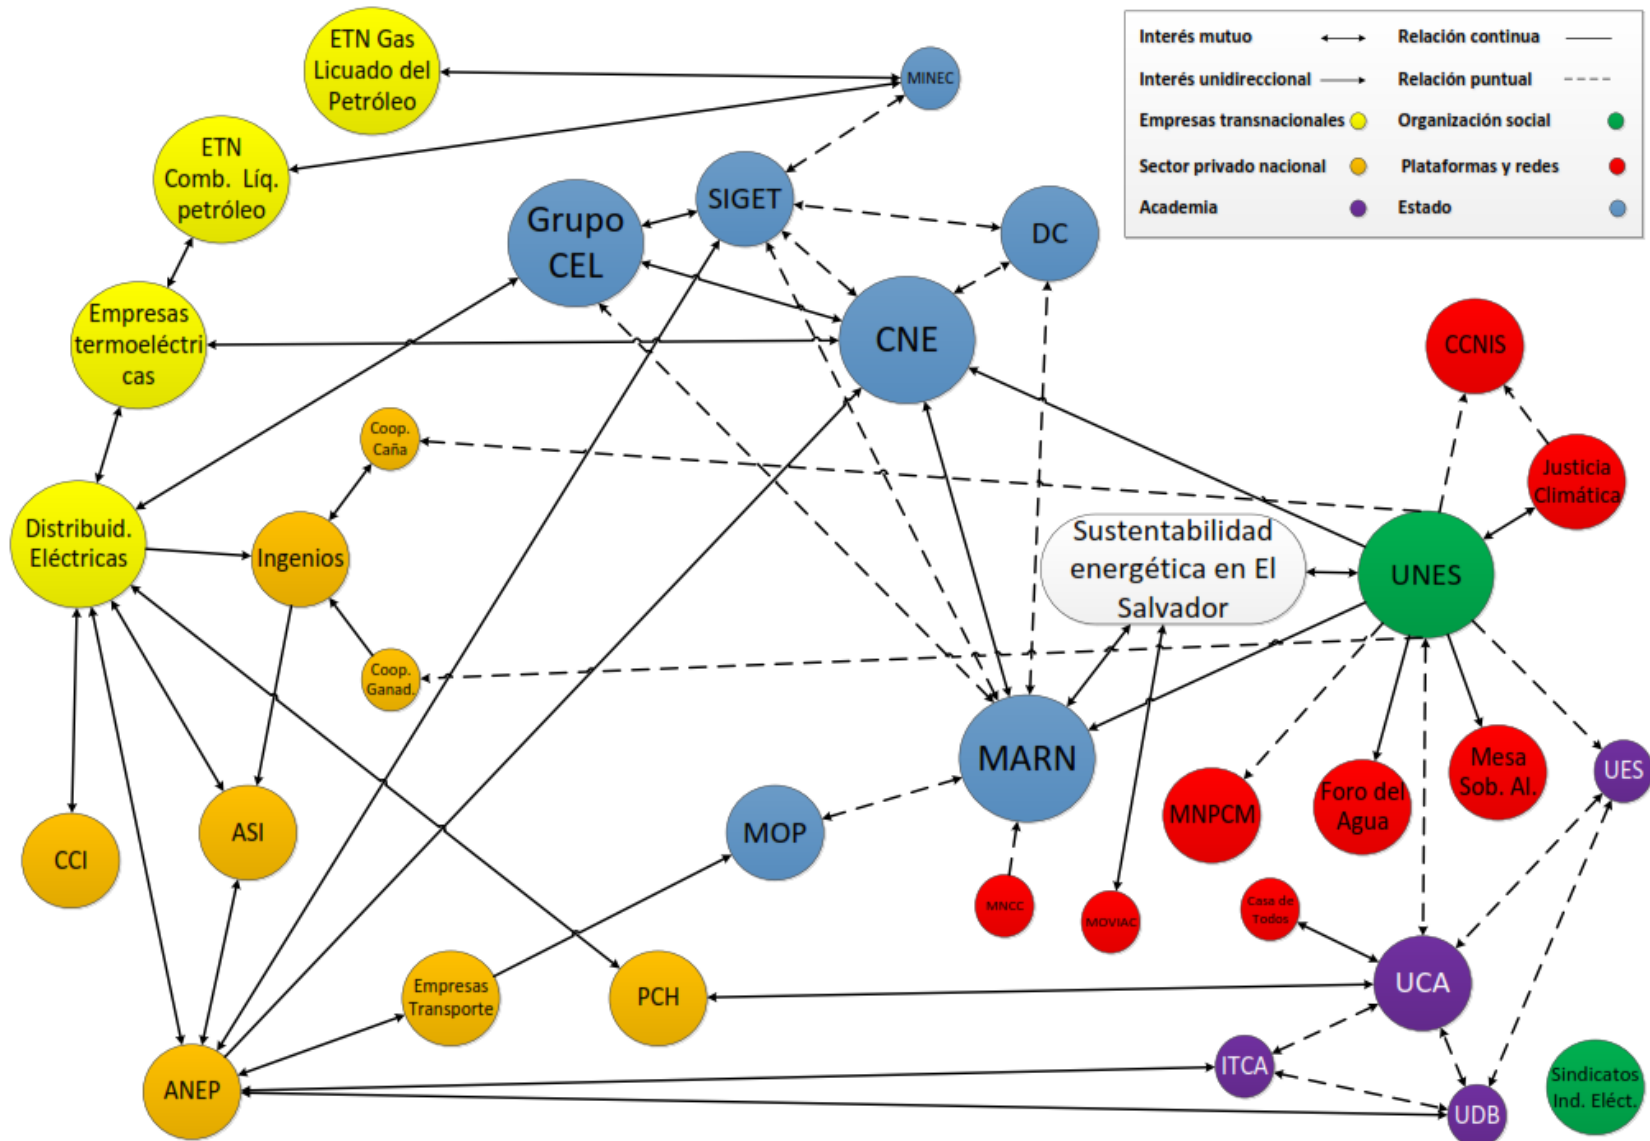 Interés mutuo
Relación continua
Interés unidireccional
Relación puntual
Empresas transnacionales
Organización social
Sector privado nacional
Plataformas y redes
Academia
Estado
ETN Gas
Licuado del
Petróleo
MINEC
ETN
Comb. Líq.
petróleo
SIGET
Grupo
CEL
DC
Empresas
termoeléctri
cas
CNE
CCNIS
Coop.
Caña
Justicia
Climática
Distribuid.
Eléctricas
Ingenios
Sustentabilidad
energética en El
Salvador
UNES
Coop.
Ganad.
MARN
Mesa
Sob. Al.
UES
Foro del
Agua
MNPCM
MOP
ASI
CCI
MNCC
MOVIAC
Casa de
Todos
UCA
Empresas
Transporte
PCH
ITCA
ANEP
UDB
Sindicatos
Ind. Eléct.